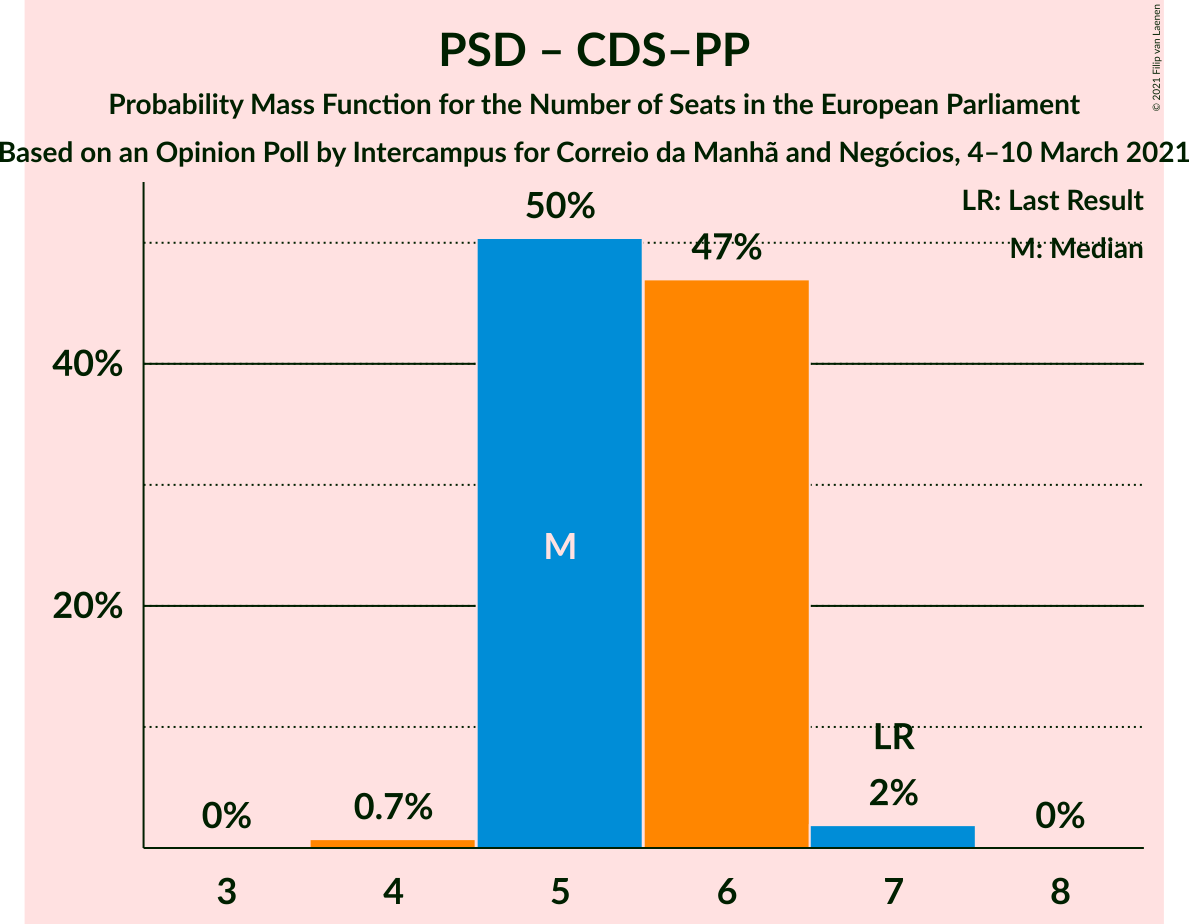 PSD – CDS–PP
Probability Mass Function for the Number of Seats in the European Parliament
Based on an Opinion Poll by Intercampus for Correio da Manhã and Negócios, 4–10 March 2021
© 2021 Filip van Laenen
LR: Last Result
M: Median
50%
47%
40%
M
20%
LR
0%
0.7%
2%
0%
3 4 5 6 7 8